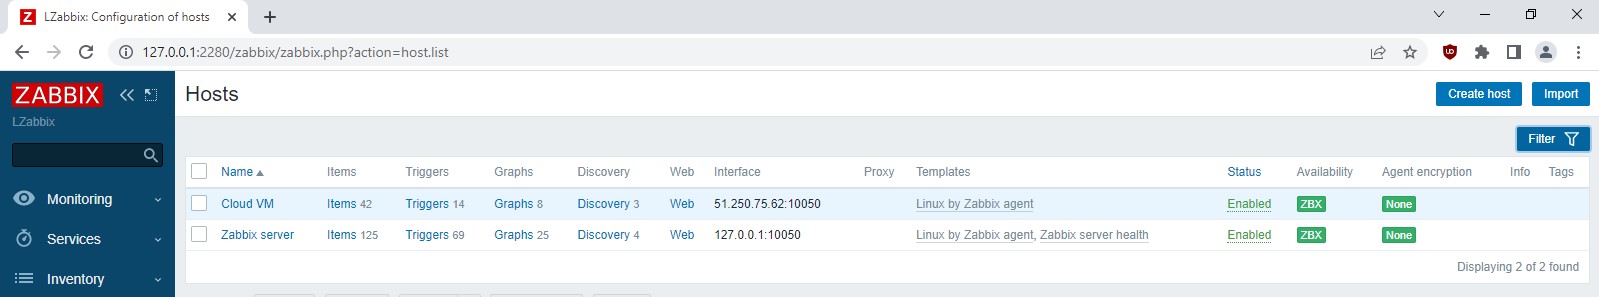 LZabbix: Configuration of hosts
127.0.0.1:2280/zabbix/zabbix.php?action=host.list
ZABBIX
LZabbix
Hosts
Create host Import
Filter
Name Items Triggers Graphs Discovery Web Interface Proxy Templates Status Availability Agent encryption Info Tags
Cloud VM Items 42 Triggers 14 Graphs 8 Discovery 3 Web 51.250.75.62:10050 Linux by Zabbix agent Enabled ZBX None
Zabbix server Items 125 Triggers 69 Graphs 25 Discovery 4 Web 127.0.0.1:10050 Linux by Zabbix agent, Zabbix server health Enabled ZBX None
Displaying 2 of 2 found
Monitoring
Services
Inventory